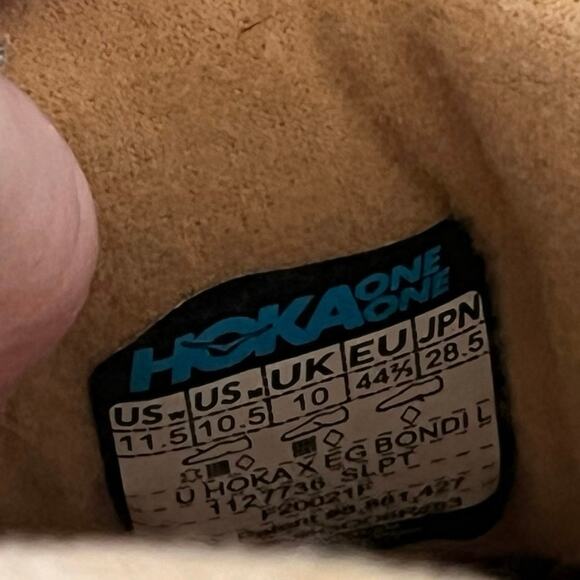 HOKA ONE ONE
US w US m UK EU JPN
11.5 10.5 10 44⅔ 28.5
U HOKA X EG BONDI L
1127736 SLPT
F20021F